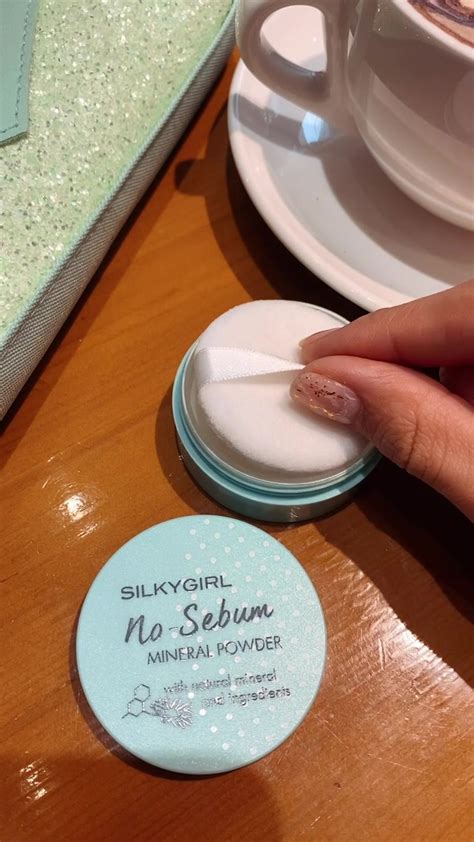 SILKYGIRL
No-Sebum
MINERAL POWDER
with natural mineral
and ingredients